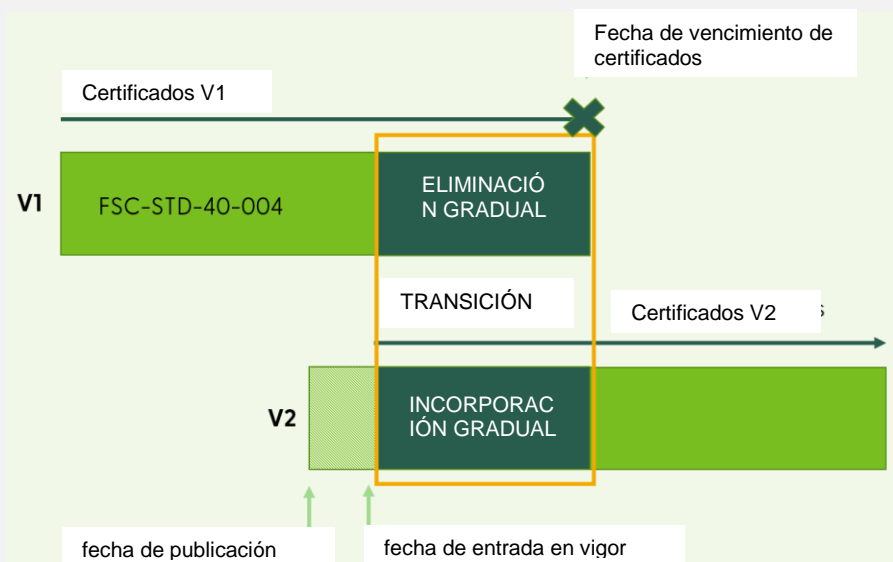 Fecha de vencimiento de
certificados
Certificados V1
V1
FSC-STD-40-004
ELIMINACIÓ
N GRADUAL
TRANSICIÓN
Certificados V2
V2
INCORPORAC
IÓN GRADUAL
fecha de publicación
fecha de entrada en vigor